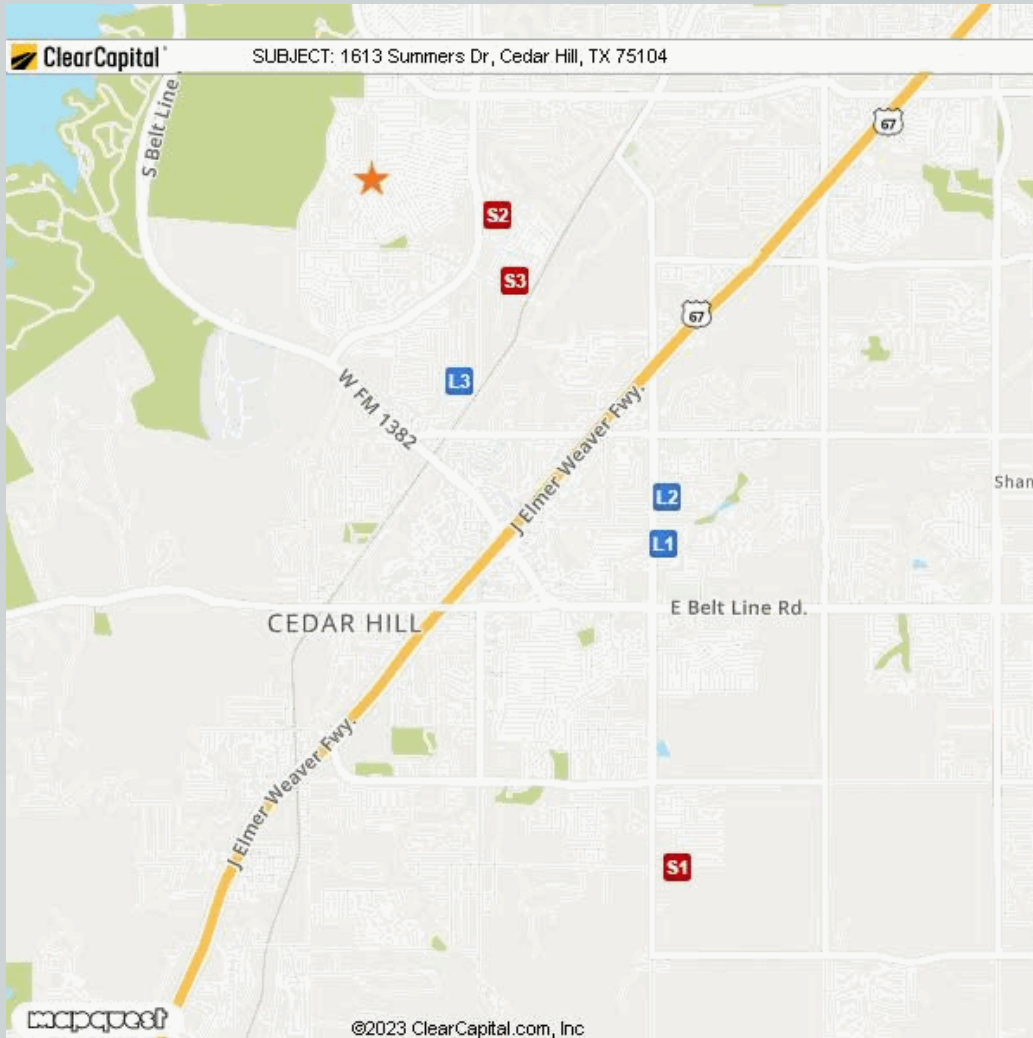 ClearCapital
SUBJECT: 1613 Summers Dr, Cedar Hill, TX 75104
S Belt Line
67
S2
S3
67
L3
W FM 1382
J Elmer Weaver Fwy.
Shan
L2
L1
E Belt Line Rd.
CEDAR HILL
J Elmer Weaver Fwy.
S1
mapquest
©2023 ClearCapital.com, Inc